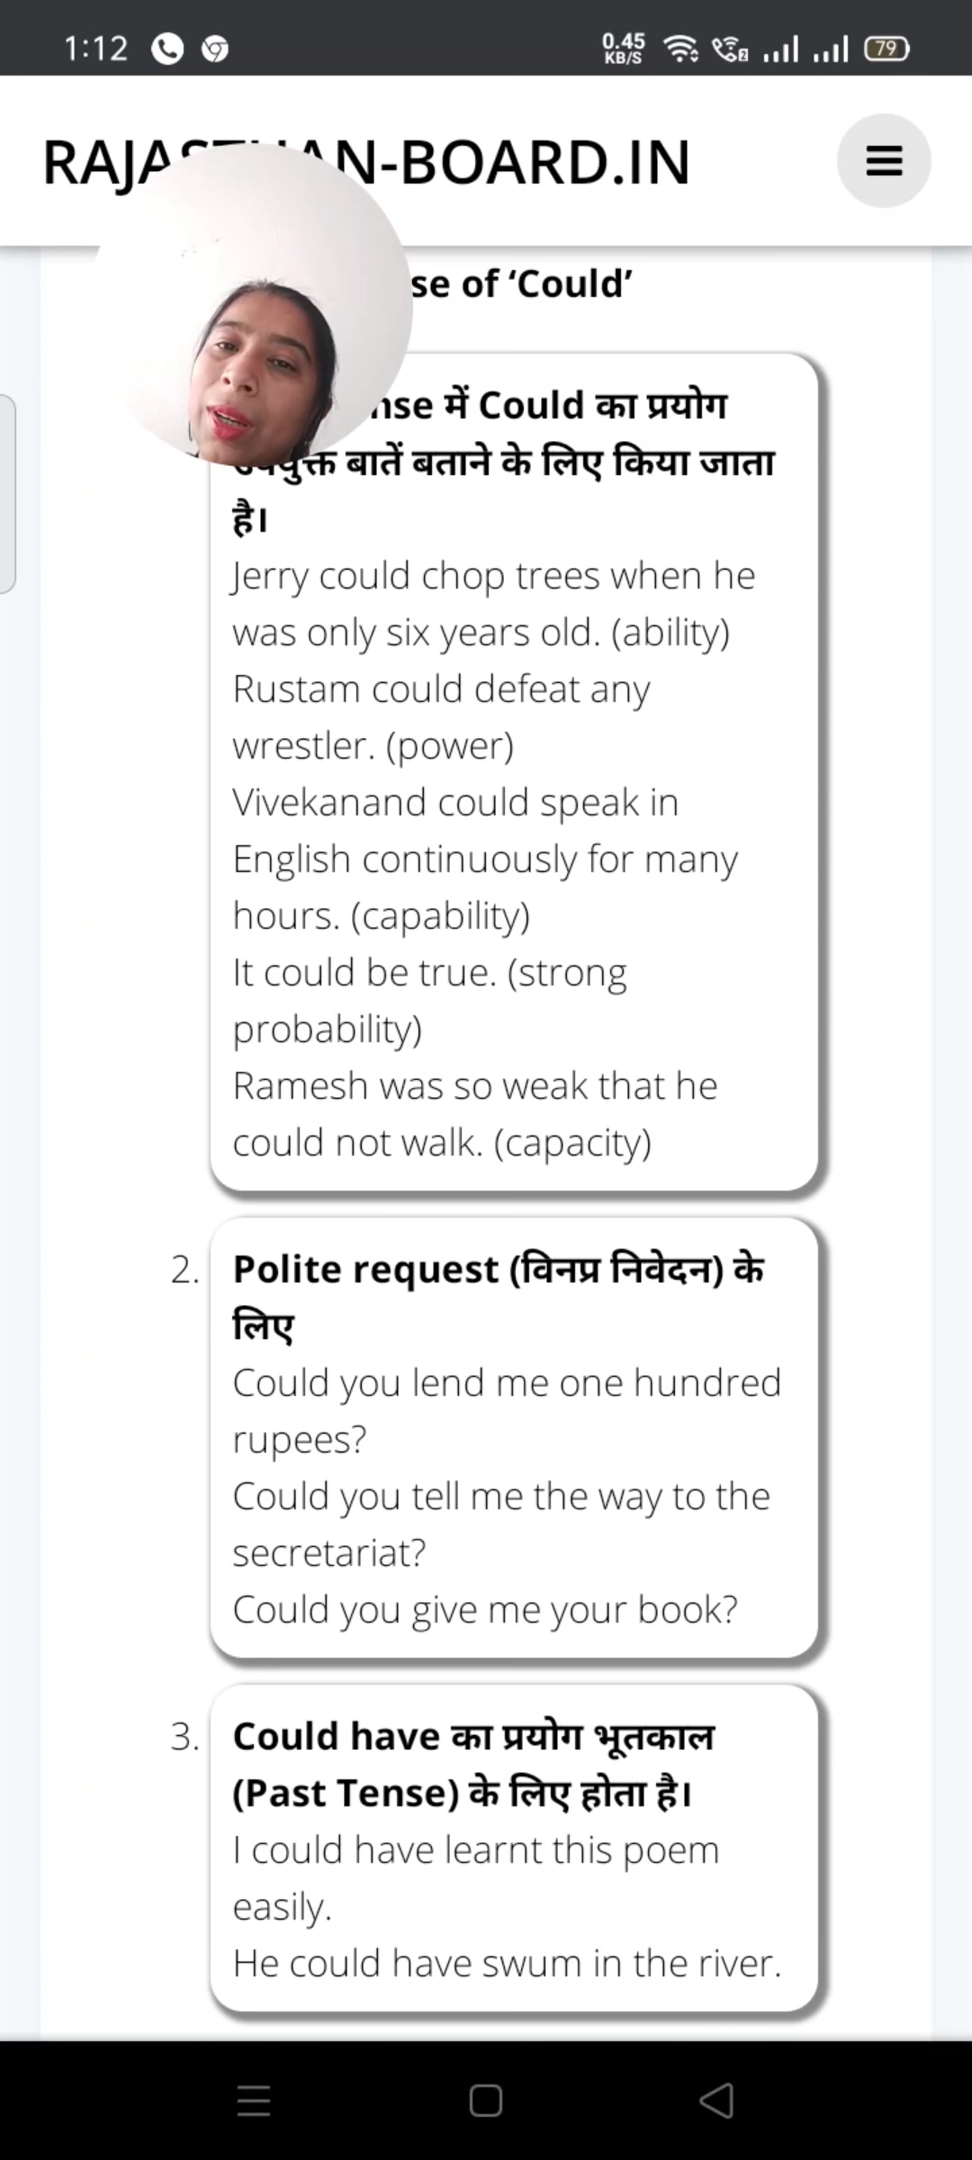 1:12 0.45 KB/S 79
RAJASTHAN-BOARD.IN
se of ‘Could’
nse में Could का प्रयोग
उपर्युक्त बातें बताने के लिए किया जाता
है।
Jerry could chop trees when he
was only six years old. (ability)
Rustam could defeat any
wrestler. (power)
Vivekanand could speak in
English continuously for many
hours. (capability)
It could be true. (strong
probability)
Ramesh was so weak that he
could not walk. (capacity)
2. Polite request (विनप्र निवेदन) के
लिए
Could you lend me one hundred
rupees?
Could you tell me the way to the
secretariat?
Could you give me your book?
3. Could have का प्रयोग भूतकाल
(Past Tense) के लिए होता है।
I could have learnt this poem
easily.
He could have swum in the river.